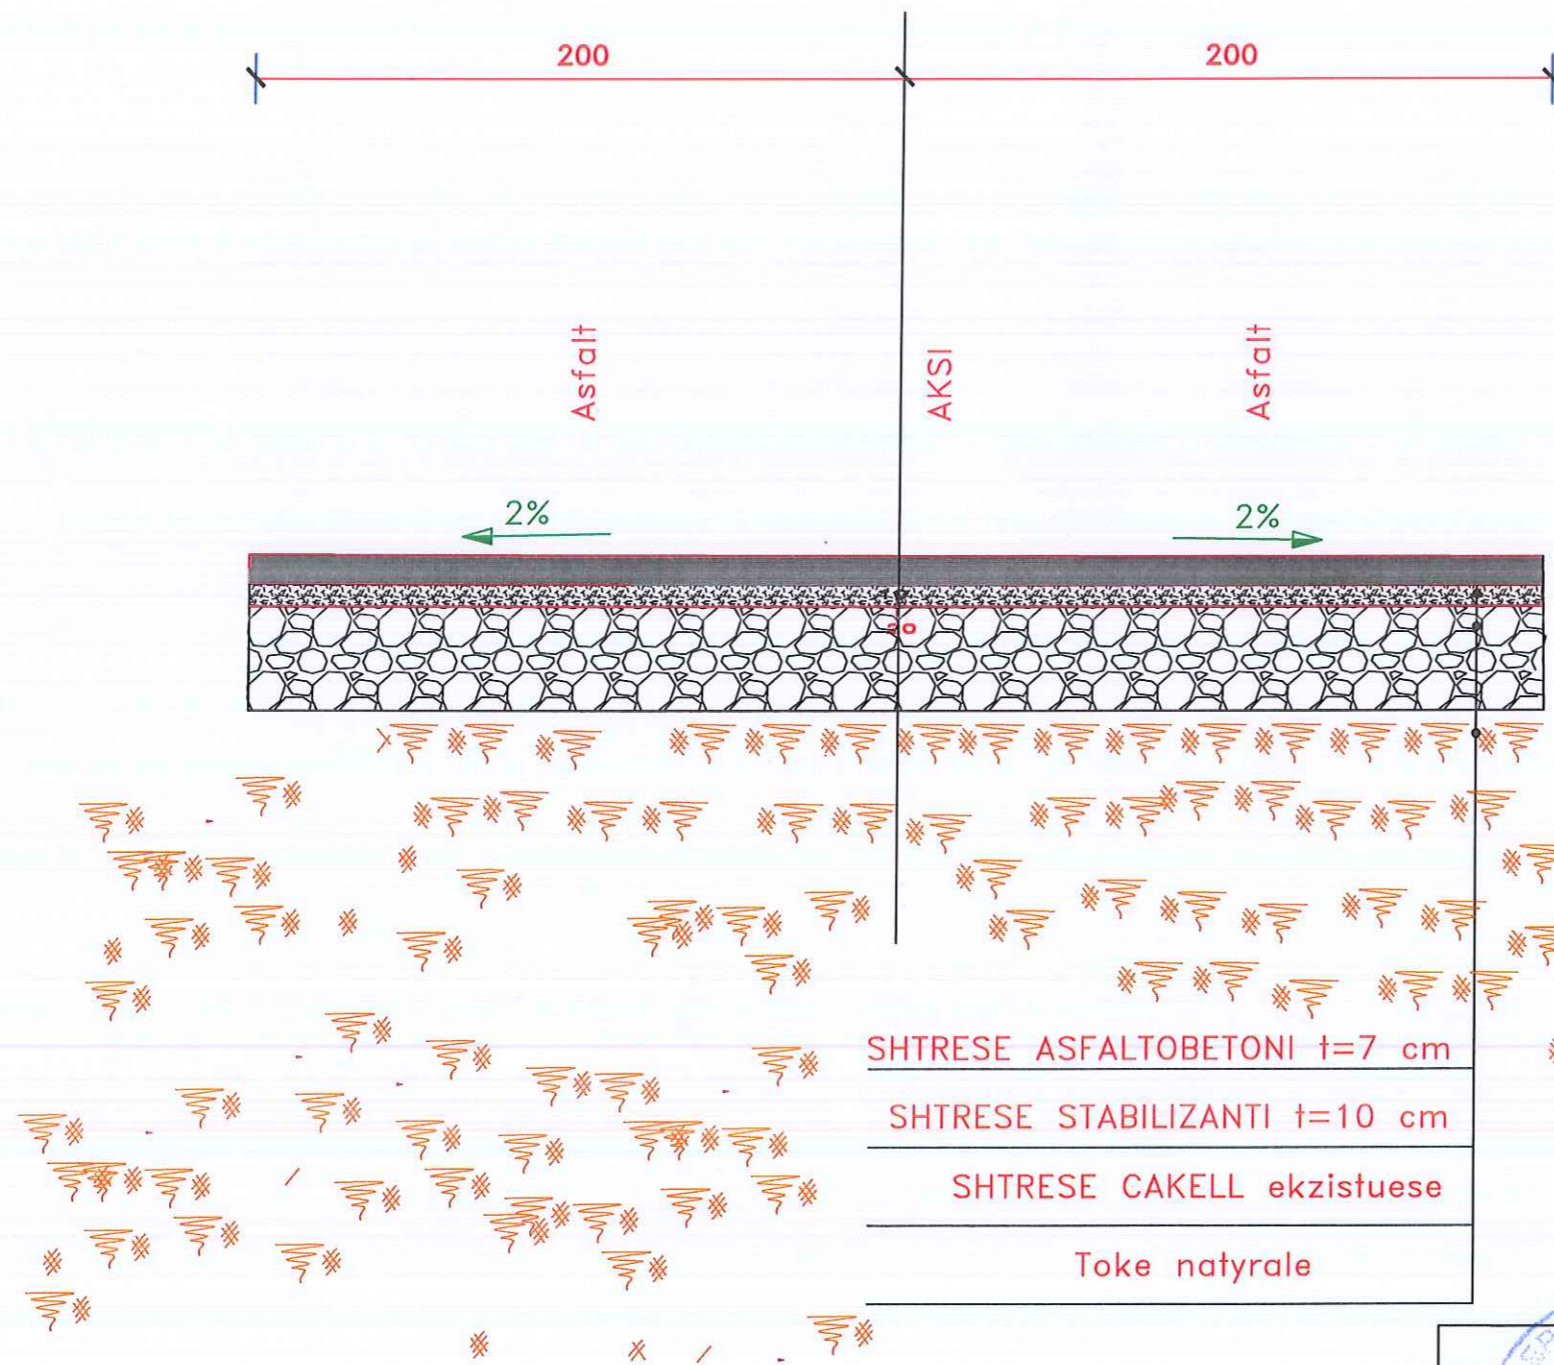 200 200
Asfalt AKSI Asfalt
2% 2%
20
SHTRESE ASFALTOBETONI t=7 cm
SHTRESE STABILIZANTI t=10 cm
SHTRESE CAKELL ekzistuese
Toke natyrale